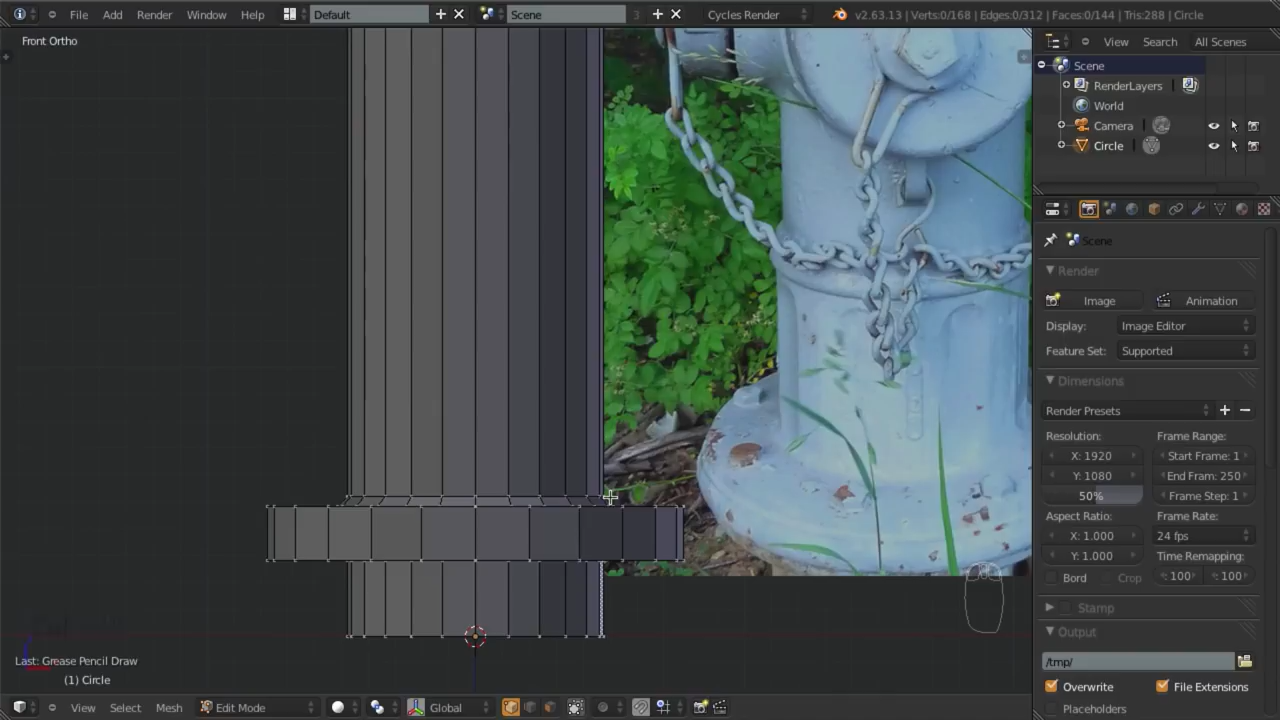 File Add Render Window Help Default Scene 3 Cycles Render v2.63.13 | Verts:0/168 | Edges:0/312 | Faces:0/144 | Tris:288 | Circle
Front Ortho
View Search All Scenes
Scene
RenderLayers
World
Camera
Circle
Scene
Render
Image Animation
Display: Image Editor
Feature Set: Supported
Dimensions
Render Presets
Resolution: Frame Range:
X: 1920 Start Frame: 1
Y: 1080 End Fram: 250
50% Frame Step: 1
Aspect Ratio: Frame Rate:
X: 1.000 24 fps
Y: 1.000 Time Remapping:
Bord Crop :100 :100
Stamp
Output
/tmp/
Overwrite File Extensions
Placeholders
Last: Grease Pencil Draw
(1) Circle
View Select Mesh Edit Mode Global